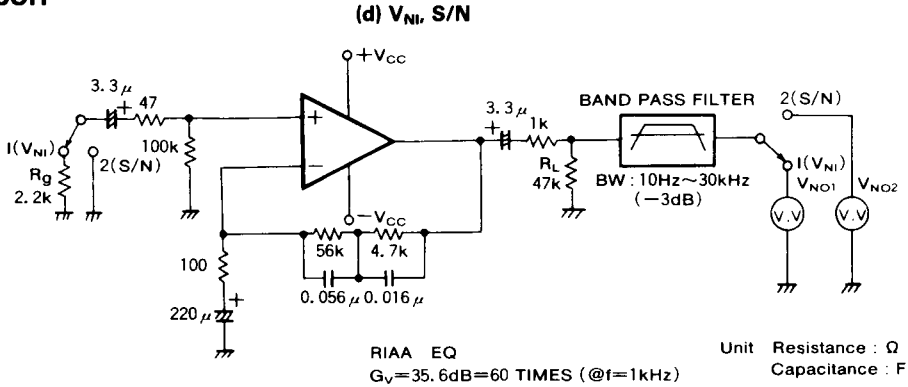 (d) V_NI, S/N
+V_CC
3.3μ
+
47
3.3μ
+
1k
BAND PASS FILTER
2(S/N)
+
I(V_NI)
2(S/N)
100k
−
R_L
47k
I(V_NI)
R_g
2.2k
BW : 10Hz~30kHz
(−3dB)
V_NO1
V_NO2
−V_CC
V.V
V.V
56k
4.7k
100
0.056μ
0.016μ
+
220μ
RIAA EQ
G_V=35.6dB=60 TIMES (@f=1kHz)
Unit Resistance : Ω
Capacitance : F